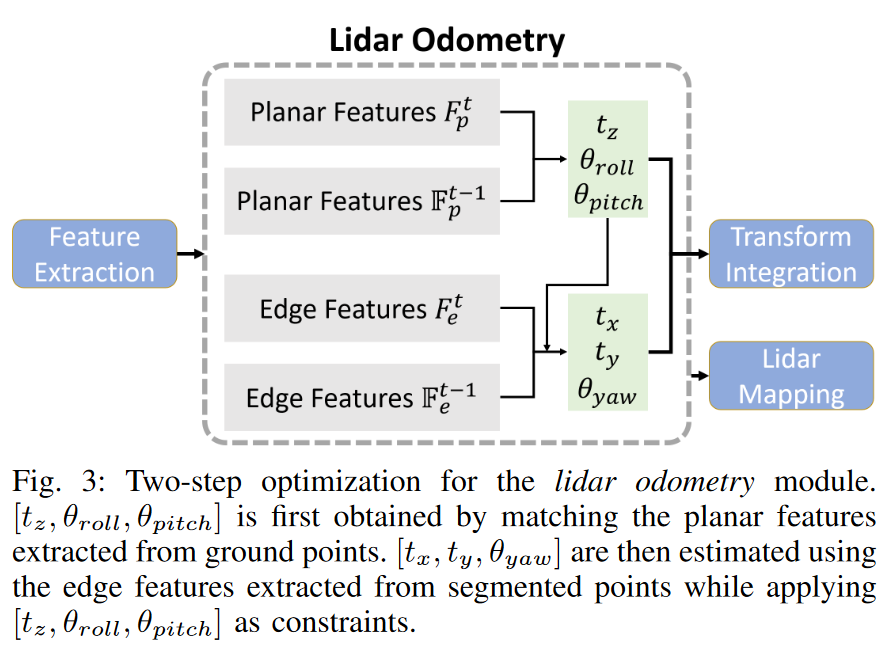 Lidar Odometry
Feature
Extraction
Planar Features $F_p^t$
Planar Features $\mathbb{F}_p^{t-1}$
Edge Features $F_e^t$
Edge Features $\mathbb{F}_e^{t-1}$
$t_z$
$\theta_{roll}$
$\theta_{pitch}$
$t_x$
$t_y$
$\theta_{yaw}$
Transform
Integration
Lidar
Mapping
Fig. 3: Two-step optimization for the lidar odometry module.
$[t_z, \theta_{roll}, \theta_{pitch}]$ is first obtained by matching the planar features
extracted from ground points. $[t_x, t_y, \theta_{yaw}]$ are then estimated using
the edge features extracted from segmented points while applying
$[t_z, \theta_{roll}, \theta_{pitch}]$ as constraints.